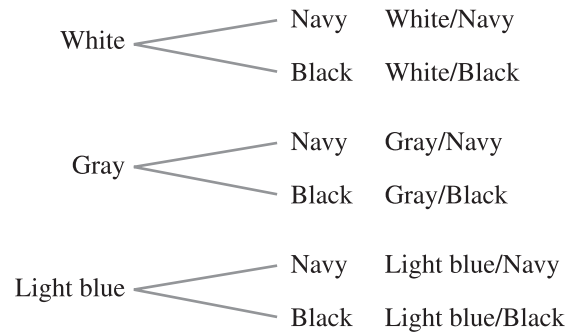 White
Navy White/Navy
Black White/Black
Gray
Navy Gray/Navy
Black Gray/Black
Light blue
Navy Light blue/Navy
Black Light blue/Black